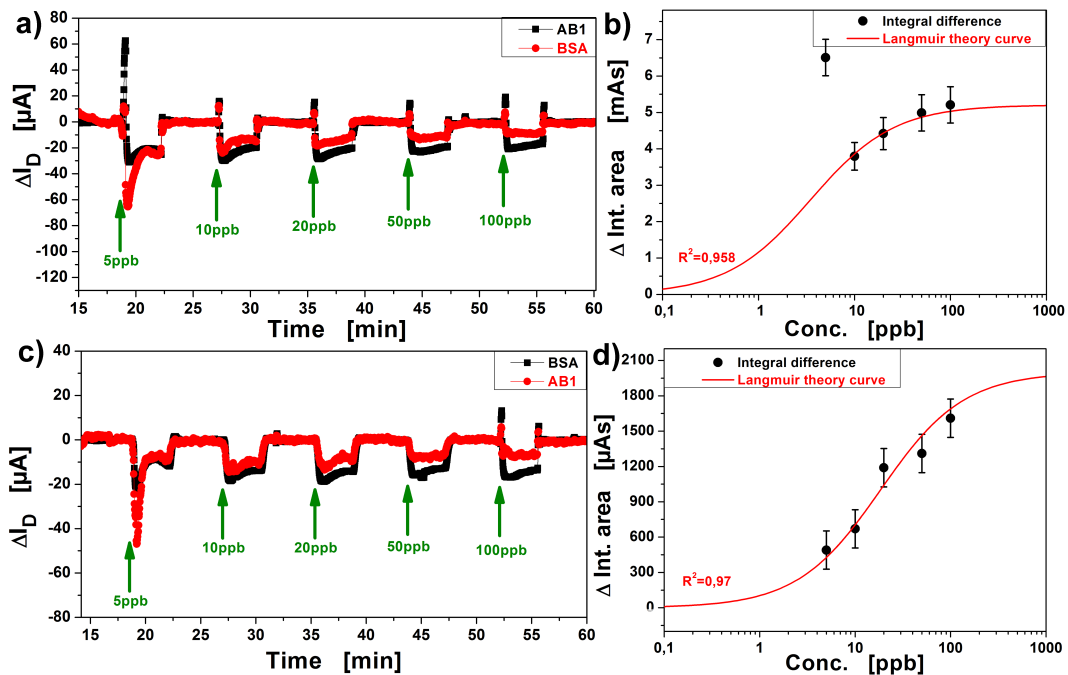 a)
80
60
40
20
0
-20
-40
-60
-80
-100
-120
ΔI_D [µA]
AB1
BSA
5ppb
10ppb
20ppb
50ppb
100ppb
15 20 25 30 35 40 45 50 55 60
Time [min]
b)
7
6
5
4
3
2
1
0
Δ Int. area [mAs]
Integral difference
Langmuir theory curve
R²=0,958
0,1 1 10 100 1000
Conc. [ppb]
c)
40
20
0
-20
-40
-60
-80
ΔI_D [µA]
BSA
AB1
5ppb
10ppb
20ppb
50ppb
100ppb
15 20 25 30 35 40 45 50 55 60
Time [min]
d)
2100
1800
1500
1200
900
600
300
0
Δ Int. area [µAs]
Integral difference
Langmuir theory curve
R²=0,97
0,1 1 10 100 1000
Conc. [ppb]